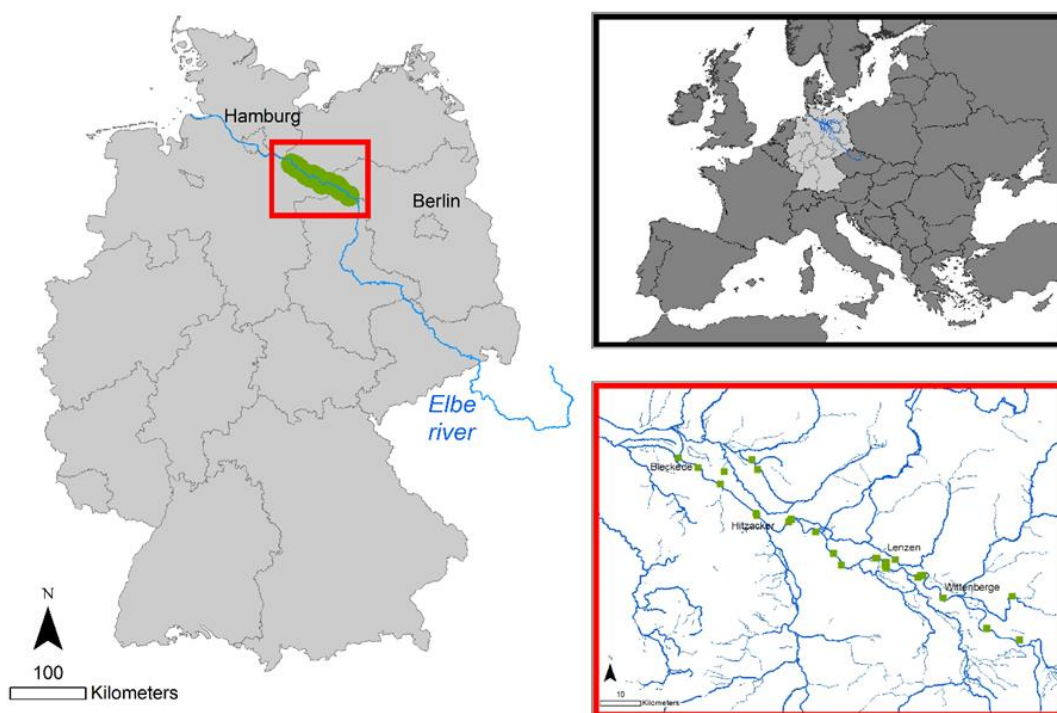 Hamburg
Berlin
Elbe
river
N
100
Kilometers
Bleckede
Hitzacker
Lenzen
Wittenberge
N
10
Kilometers